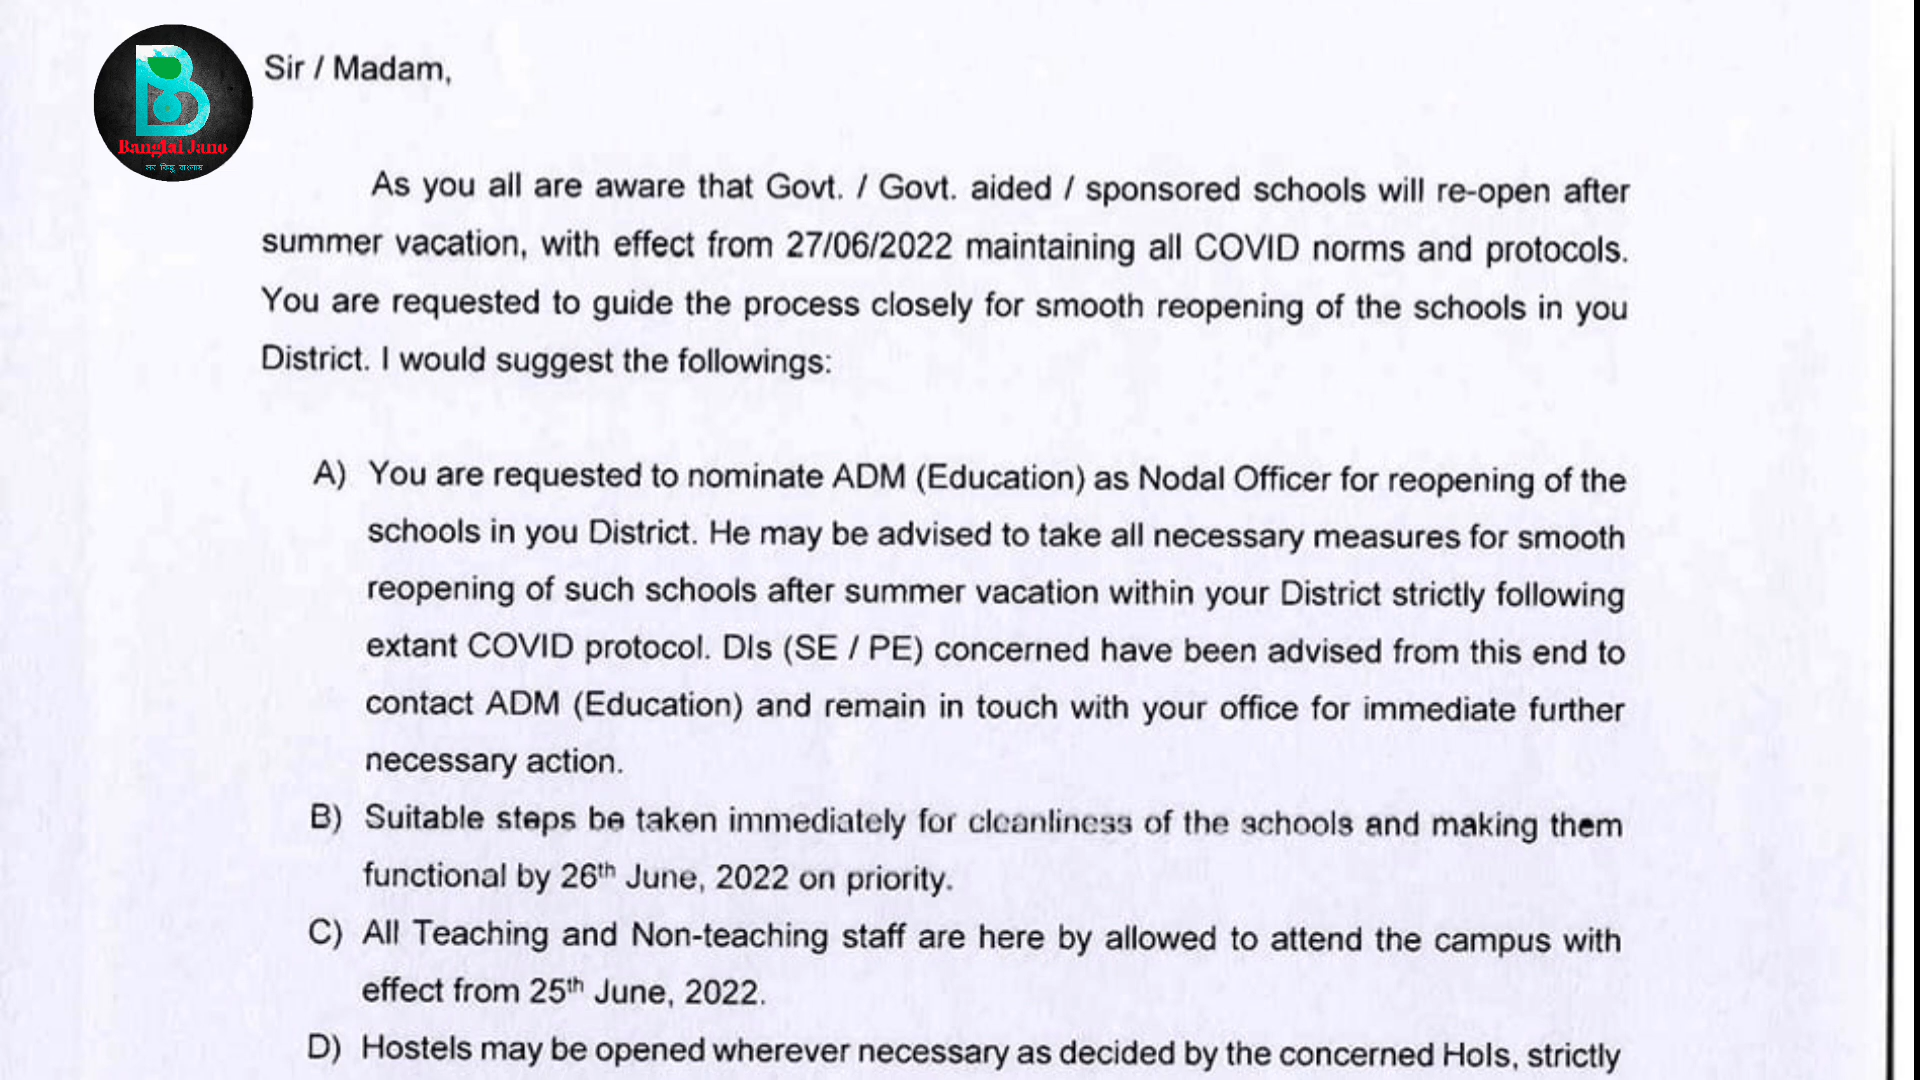 Banglai Jano
সব কিছু বাংলায়
Sir / Madam,
As you all are aware that Govt. / Govt. aided / sponsored schools will re-open after
summer vacation, with effect from 27/06/2022 maintaining all COVID norms and protocols.
You are requested to guide the process closely for smooth reopening of the schools in you
District. I would suggest the followings:
A) You are requested to nominate ADM (Education) as Nodal Officer for reopening of the
schools in you District. He may be advised to take all necessary measures for smooth
reopening of such schools after summer vacation within your District strictly following
extant COVID protocol. DIs (SE / PE) concerned have been advised from this end to
contact ADM (Education) and remain in touch with your office for immediate further
necessary action.
B) Suitable steps be taken immediately for cleanliness of the schools and making them
functional by 26th June, 2022 on priority.
C) All Teaching and Non-teaching staff are here by allowed to attend the campus with
effect from 25th June, 2022.
D) Hostels may be opened wherever necessary as decided by the concerned HoIs, strictly